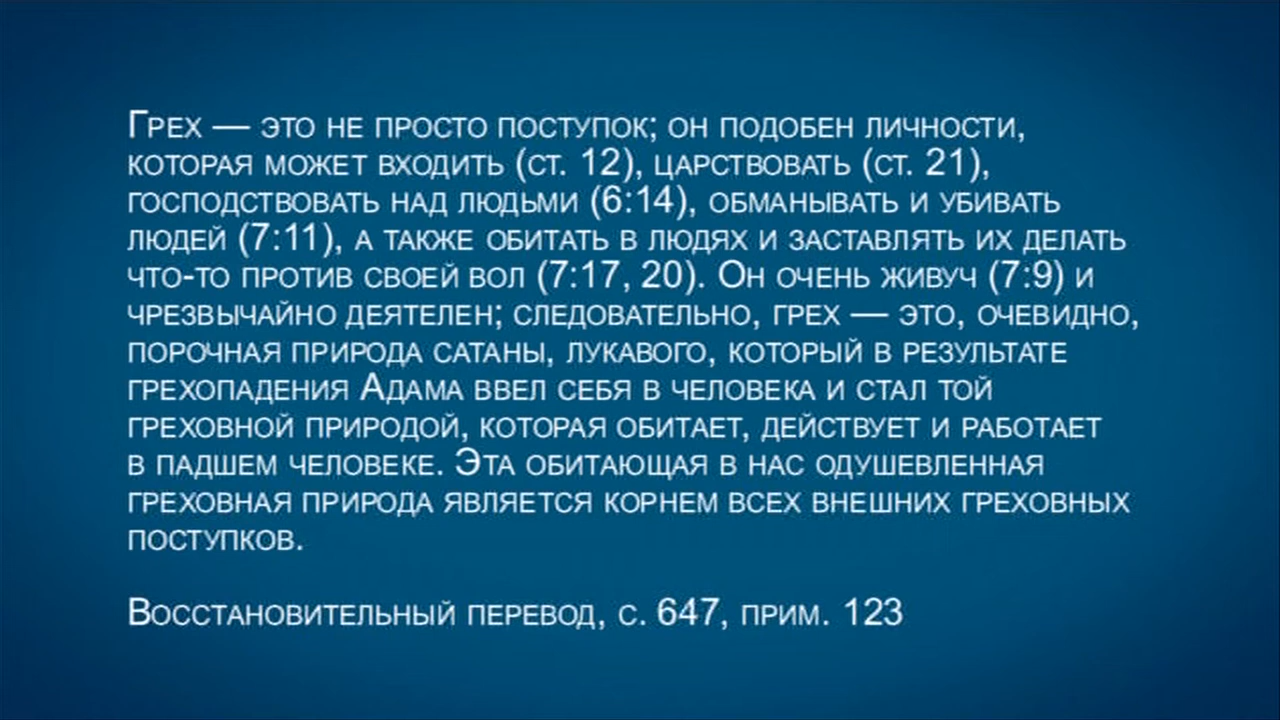 Грех — это не просто поступок; он подобен личности,
которая может входить (ст. 12), царствовать (ст. 21),
господствовать над людьми (6:14), обманывать и убивать
людей (7:11), а также обитать в людях и заставлять их делать
что-то против своей вол (7:17, 20). Он очень живуч (7:9) и
чрезвычайно деятелен; следовательно, грех — это, очевидно,
порочная природа сатаны, лукавого, который в результате
грехопадения Адама ввел себя в человека и стал той
греховной природой, которая обитает, действует и работает
в падшем человеке. Эта обитающая в нас одушевленная
греховная природа является корнем всех внешних греховных
поступков.
Восстановительный перевод, с. 647, прим. 123